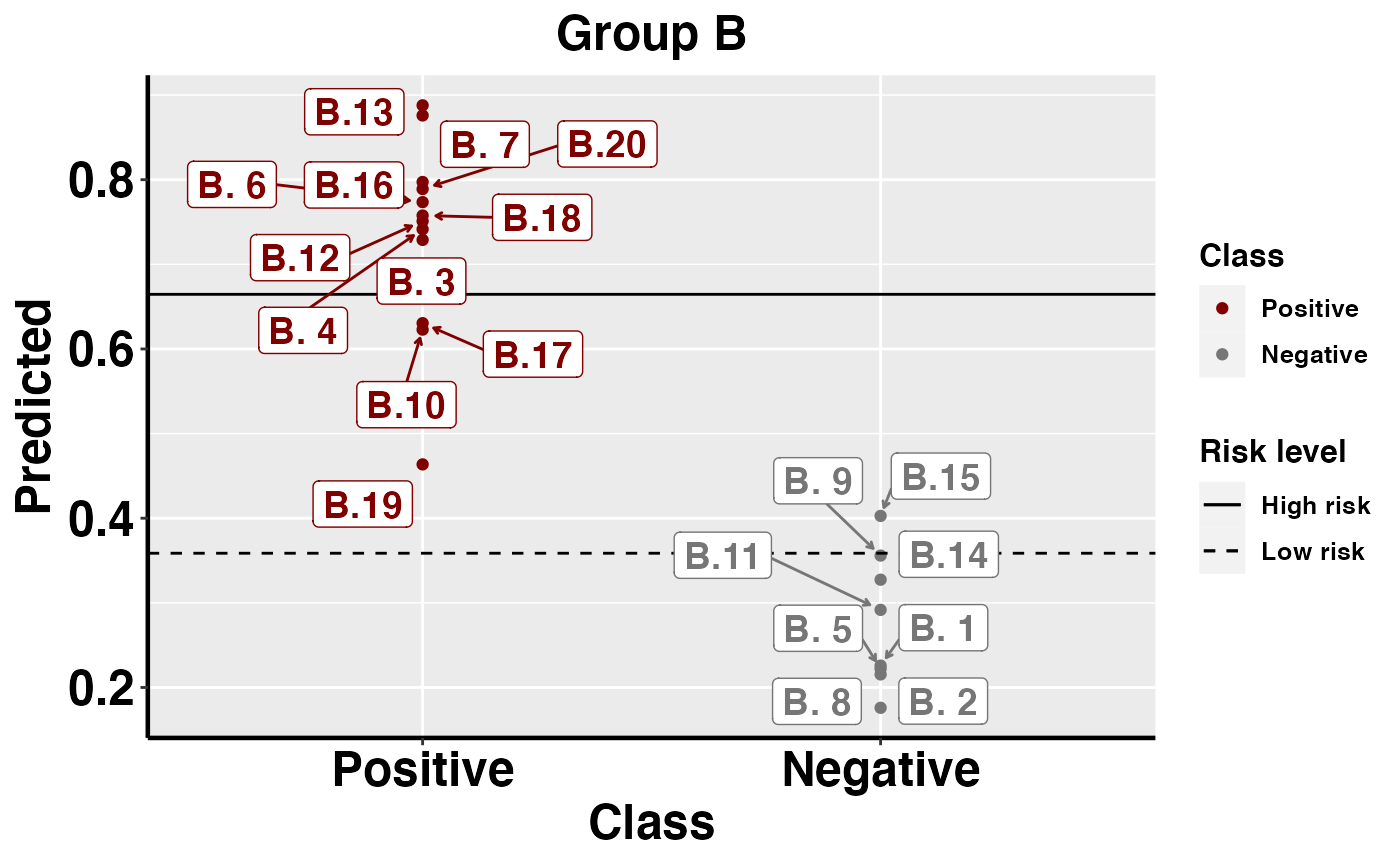 Group B
B.13
B. 7
B.20
B. 6
B.16
B.18
B.12
B. 3
B. 4
B.17
B.10
B.19
B. 9
B.15
B.11
B.14
B. 5
B. 1
B. 8
B. 2
0.8
0.6
0.4
0.2
Predicted
Positive
Negative
Class
Class
Positive
Negative
Risk level
High risk
Low risk